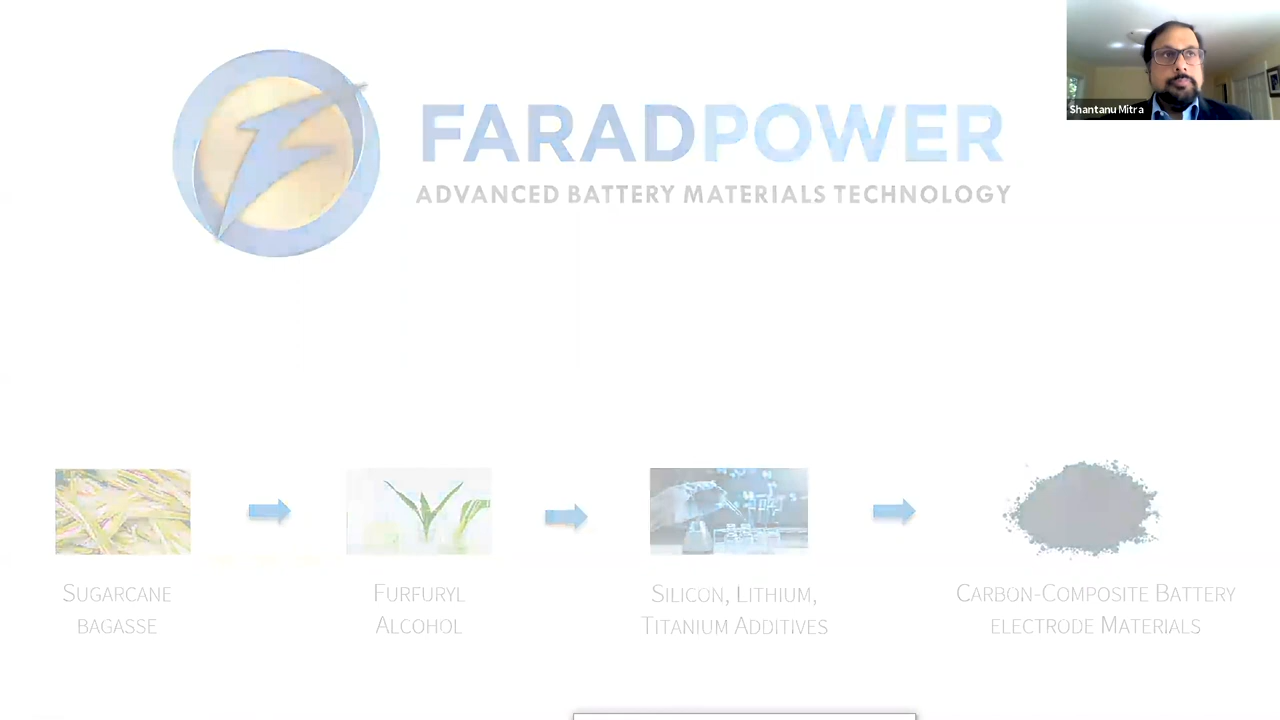 FARADPOWER
ADVANCED BATTERY MATERIALS TECHNOLOGY
Shantanu Mitra
SUGARCANE
BAGASSE
FURFURYL
ALCOHOL
SILICON, LITHIUM,
TITANIUM ADDITIVES
CARBON-COMPOSITE BATTERY
ELECTRODE MATERIALS